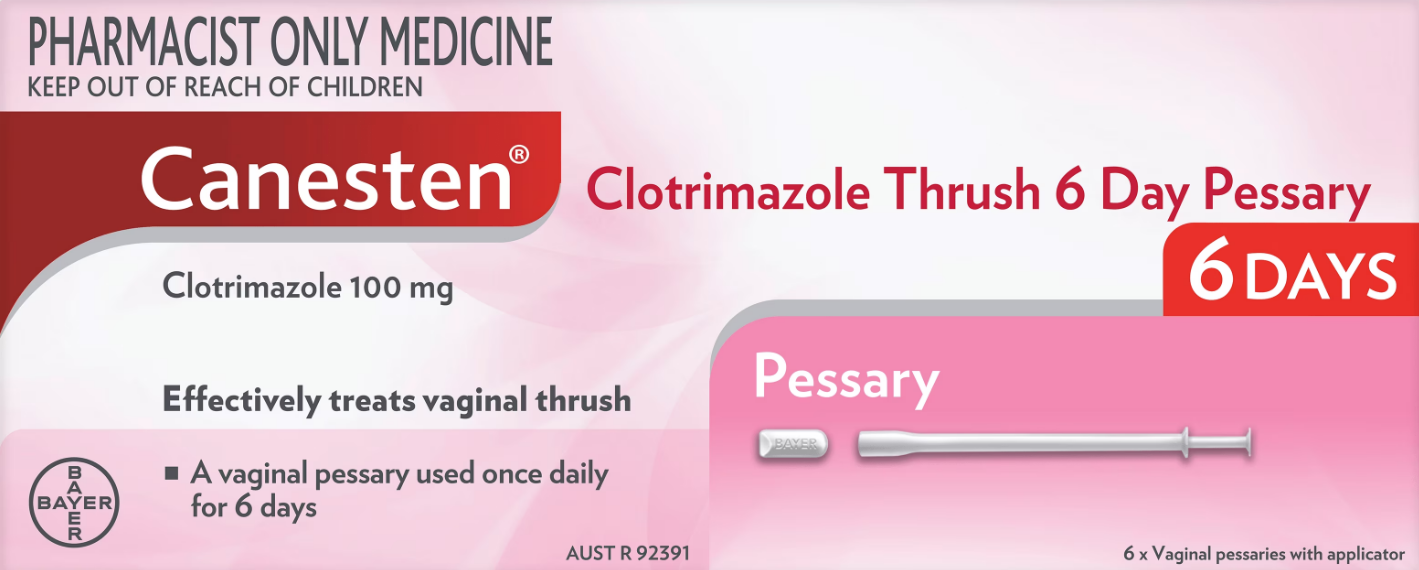 PHARMACIST ONLY MEDICINE
KEEP OUT OF REACH OF CHILDREN
Canesten®
Clotrimazole Thrush 6 Day Pessary
6 DAYS
Clotrimazole 100 mg
Effectively treats vaginal thrush
■ A vaginal pessary used once daily
for 6 days
BAYER
BAYER
AUST R 92391
Pessary
BAYER
6 x Vaginal pessaries with applicator